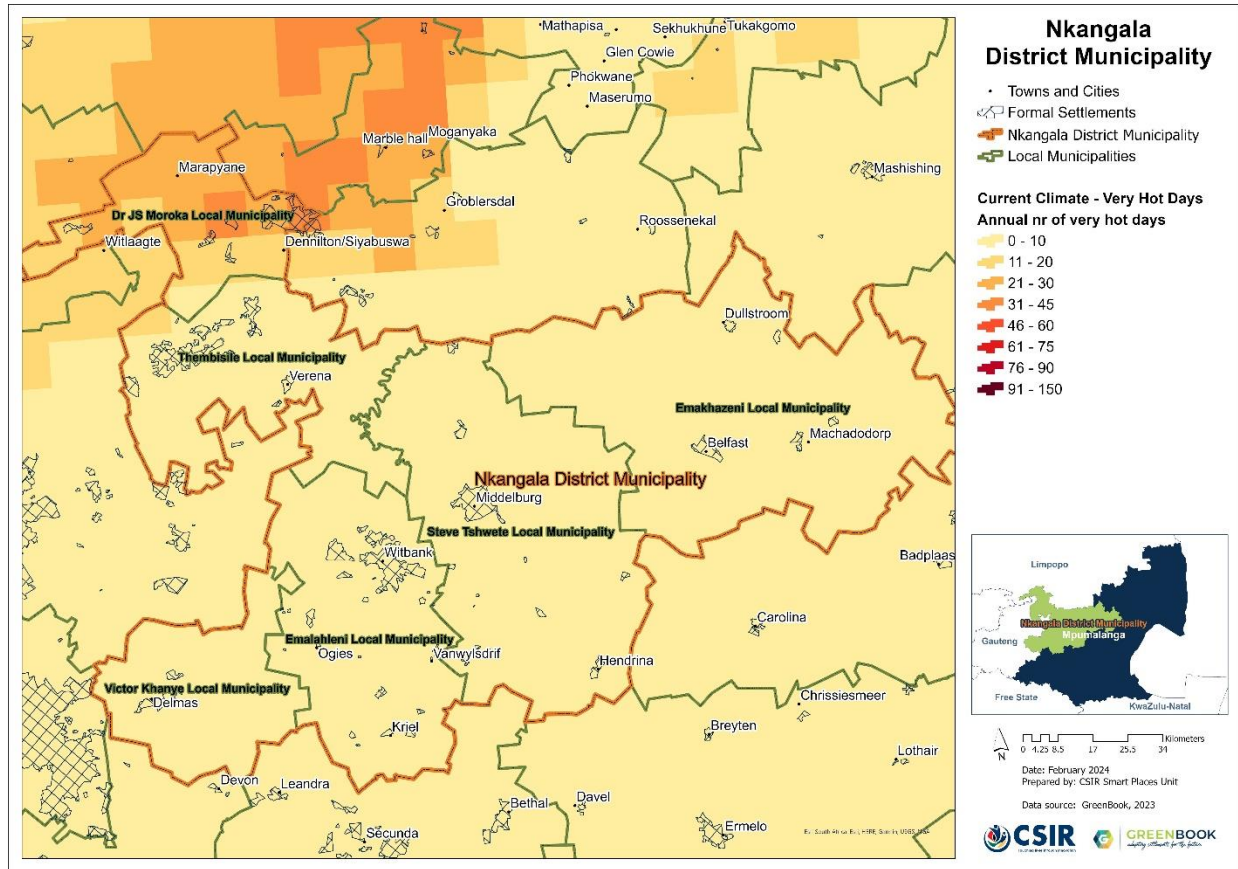 Nkangala
District Municipality
Towns and Cities
Formal Settlements
Nkangala District Municipality
Local Municipalities
Current Climate - Very Hot Days
Annual nr of very hot days
0 - 10
11 - 20
21 - 30
31 - 45
46 - 60
61 - 75
76 - 90
91 - 150
Mathapisa
Sekhukhune
Tukakgomo
Glen Cowie
Phokwane
Maserumo
Marble hall
Moganyaka
Marapyane
Mashishing
Groblersdal
Dr JS Moroka Local Municipality
Roossenekal
Witlaagte
Dennilton/Siyabuswa
Dullstroom
Thembisile Local Municipality
Verena
Emakhazeni Local Municipality
Machadodorp
Belfast
Nkangala District Municipality
Middelburg
Steve Tshwete Local Municipality
Witbank
Badplaas
Carolina
Emalahleni Local Municipality
Ogies
Vanwylsdrif
Hendrina
Victor Khanye Local Municipality
Delmas
Chrissiesmeer
Kriel
Breyten
Lothair
Devon
Leandra
Bethal
Davel
Secunda
Ermelo
Limpopo
Nkangala District Municipality
Mpumalanga
Gauteng
Free State
KwaZulu-Natal
N
Kilometers
0 4.25 8.5 17 25.5 34
Date: February 2024
Prepared by: CSIR Smart Places Unit
Data source: GreenBook, 2023
CSIR
GREENBOOK